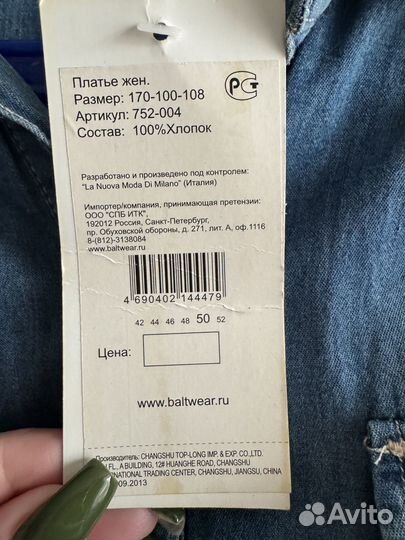 Платье жен.
Размер: 170-100-108
Артикул: 752-004
Состав: 100%Хлопок
РСТ
Разработано и произведено под контролем:
"La Nuova Moda Di Milano" (Италия)
Импортер/компания, принимающая претензии:
ООО "СПБ ИТК",
192012 Россия, Санкт-Петербург,
пр. Обуховской обороны, д. 271, лит. А, оф.1116
8-(812)-3138084
www.baltwear.ru
4 690402 144479
42 44 46 48 50 52
Цена:
www.baltwear.ru
Производитель: CHANGSHU TOP-LONG IMP. & EXP. CO.,LTD.
FL., A BUILDING, 12# HUANGHE ROAD, CHANGSHU
TRADING CENTER, CHANGSHU, JIANGSU, CHINA
09.2013
Avito